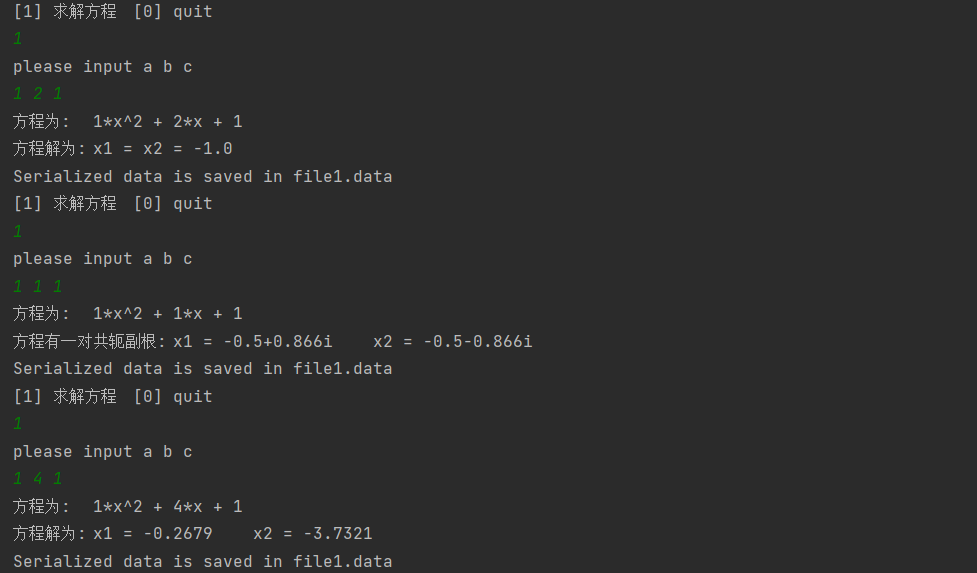 [1] 求解方程  [0] quit
1
please input a b c
1 2 1
方程为:  1*x^2 + 2*x + 1
方程解为:x1 = x2 = -1.0
Serialized data is saved in file1.data
[1] 求解方程  [0] quit
1
please input a b c
1 1 1
方程为:  1*x^2 + 1*x + 1
方程有一对共轭副根:x1 = -0.5+0.866i    x2 = -0.5-0.866i
Serialized data is saved in file1.data
[1] 求解方程  [0] quit
1
please input a b c
1 4 1
方程为:  1*x^2 + 4*x + 1
方程解为:x1 = -0.2679    x2 = -3.7321
Serialized data is saved in file1.data